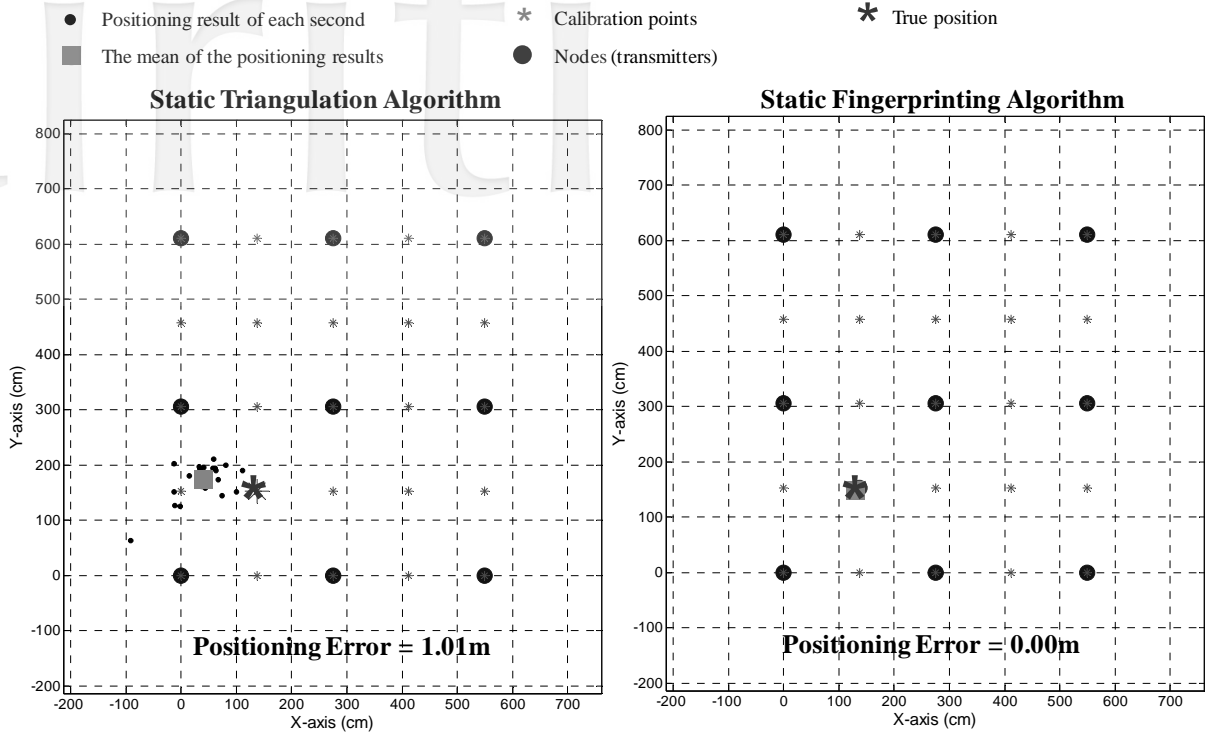 Positioning result of each second
Calibration points
True position
The mean of the positioning results
Nodes (transmitters)
Static Triangulation Algorithm
800
700
600
500
400
300
200
100
0
-100
-200
Y-axis (cm)
Positioning Error = 1.01m
-200 -100 0 100 200 300 400 500 600 700
X-axis (cm)
Static Fingerprinting Algorithm
800
700
600
500
400
300
200
100
0
-100
-200
Y-axis (cm)
Positioning Error = 0.00m
-200 -100 0 100 200 300 400 500 600 700
X-axis (cm)